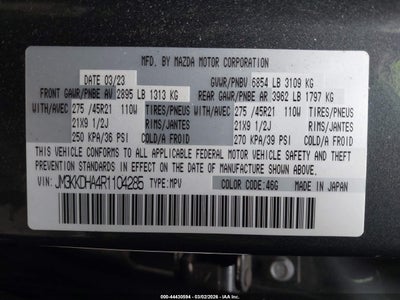 MFD. BY MAZDA MOTOR CORPORATION
DATE 03/23 GVWR/PNBV 6854 LB 3109 KG
FRONT GAWR/PNBE AV 2895 LB 1313 KG REAR GAWR/PNBE AR 3962 LB 1797 KG
WITH/AVEC 275 /45R21 110W TIRES/PNEUS WITH/AVEC 275 /45R21 110W TIRES/PNEUS
21X9 1/2J RIMS/JANTES 21X9 1/2J RIMS/JANTES
250 KPA/36 PSI COLD/A FROID 270 KPA/39 PSI COLD/A FROID
THIS VEHICLE CONFORMS TO ALL APPLICABLE FEDERAL MOTOR VEHICLE SAFETY AND
THEFT PREVENTION STANDARDS IN EFFECT ON THE DATE OF MANUFACTURE SHOWN ABOVE.
VIN: JM3KKDHA4R1104285 TYPE: MPV COLOR CODE: 46G MADE IN JAPAN
000-44430594 - 03/02/2026 - IAA Inc.